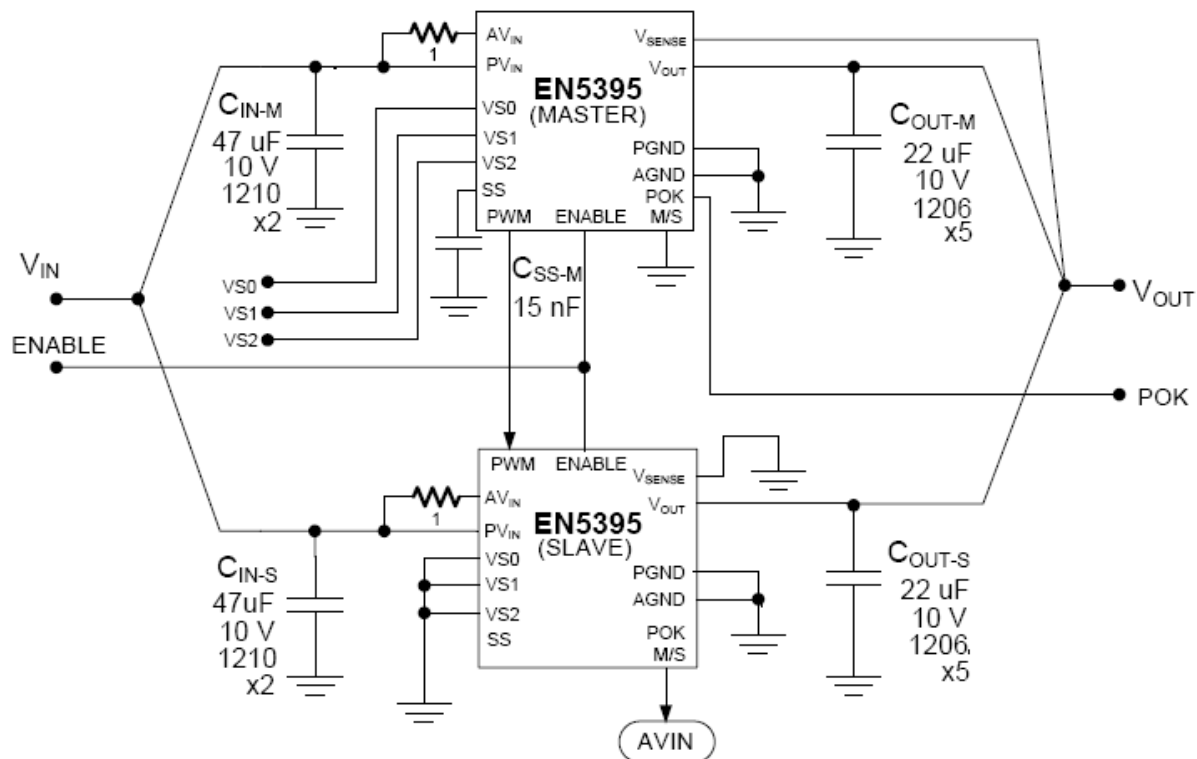 AVIN
PVIN
VS0
VS1
VS2
SS
PWM
ENABLE
M/S
EN5395
(MASTER)
VSENSE
VOUT
PGND
AGND
POK
1
CIN-M
47 uF
10 V
1210
x2
COUT-M
22 uF
10 V
1206
x5
CSS-M
15 nF
VIN
VS0
VS1
VS2
ENABLE
VOUT
POK
PWM
ENABLE
AVIN
PVIN
VS0
VS1
VS2
SS
EN5395
(SLAVE)
VSENSE
VOUT
PGND
AGND
POK
M/S
1
CIN-S
47uF
10 V
1210
x2
COUT-S
22 uF
10 V
1206
x5
AVIN